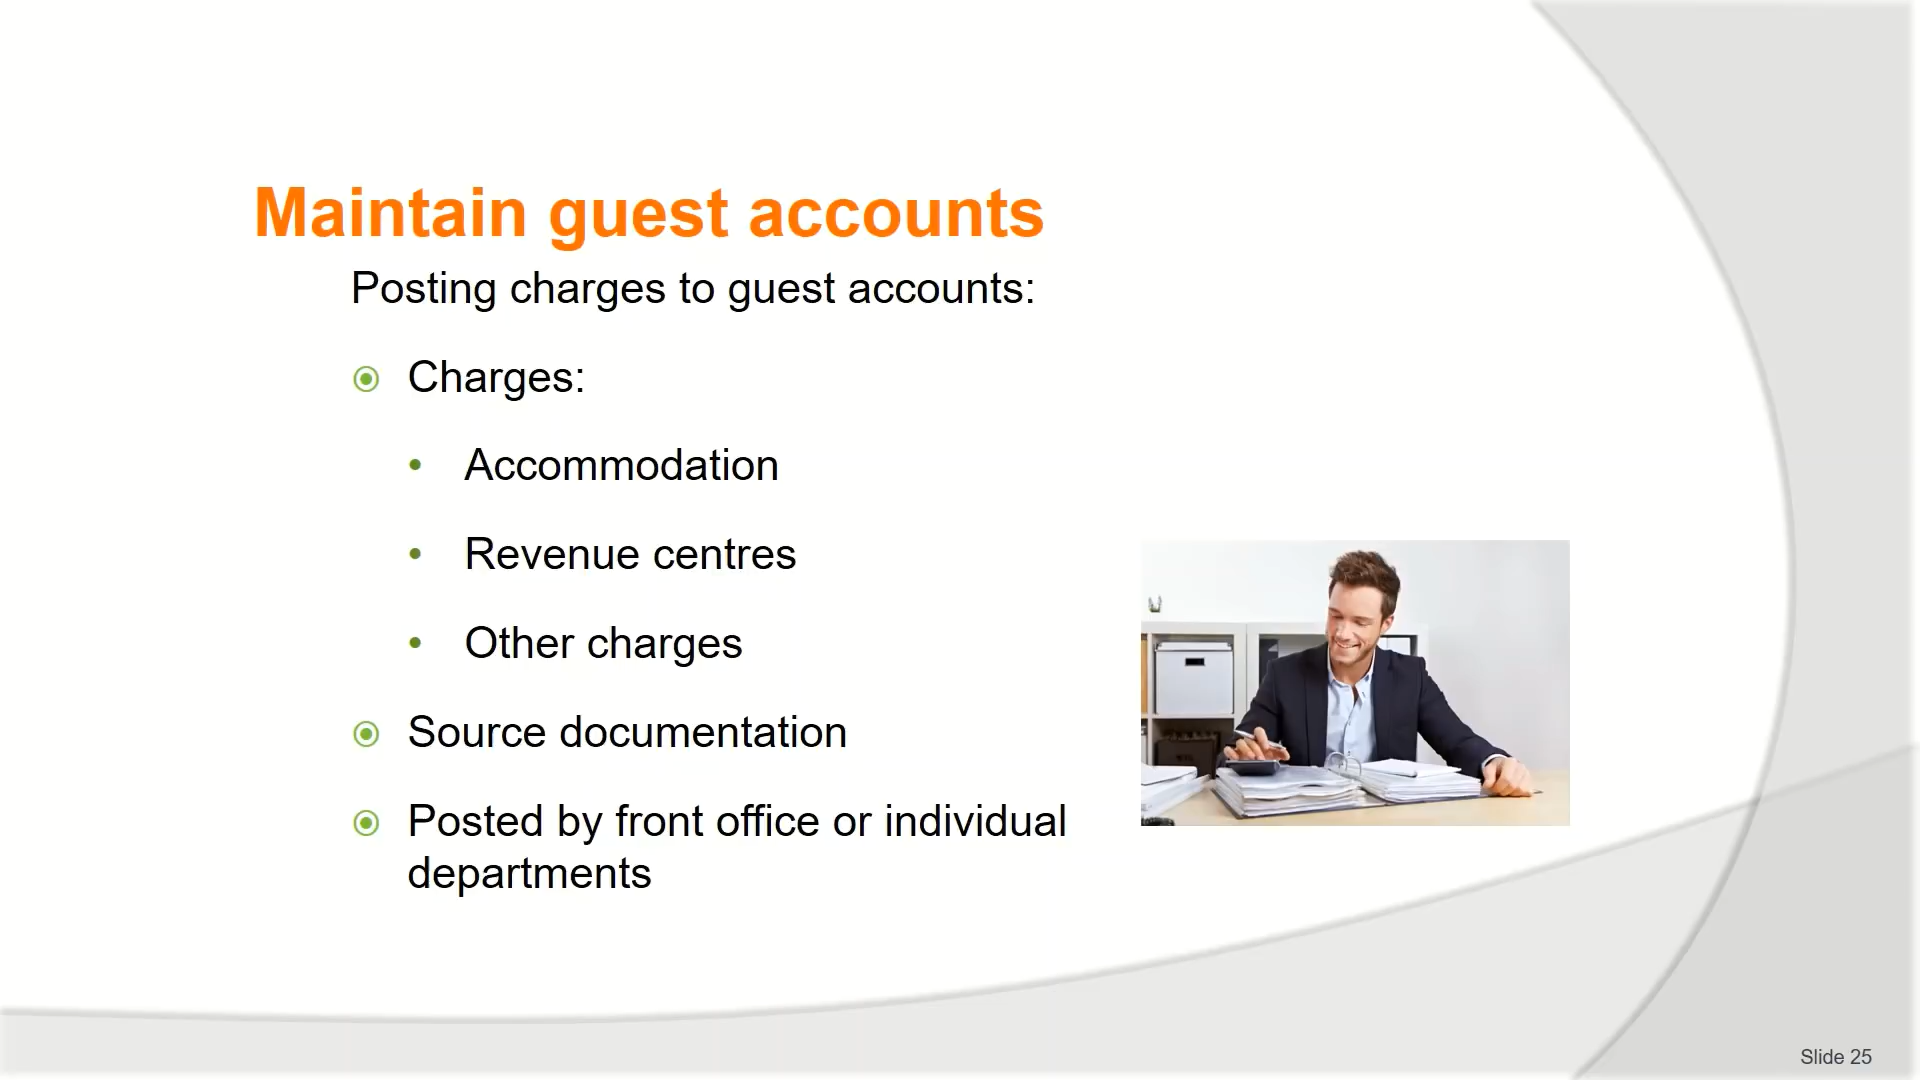 Maintain guest accounts
Posting charges to guest accounts:
Charges:
Accommodation
Revenue centres
Other charges
Source documentation
Posted by front office or individual
departments
Slide 25